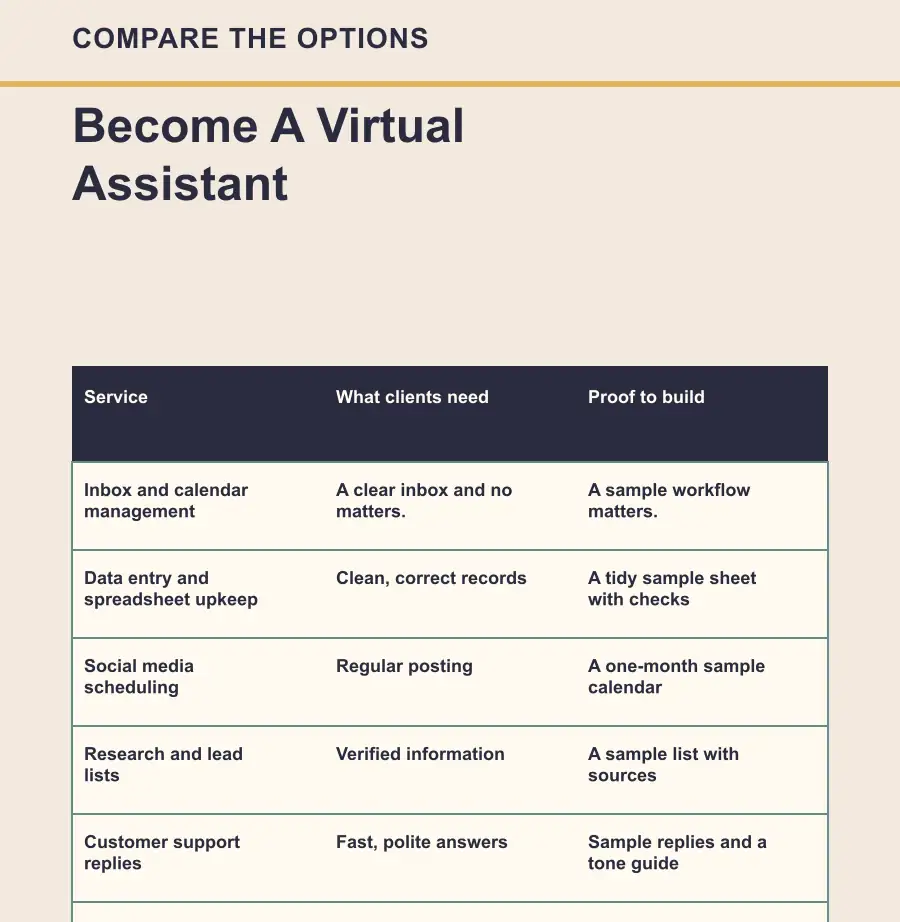 COMPARE THE OPTIONS
Become A Virtual
Assistant
Service
What clients need
Proof to build
Inbox and calendar
management
A clear inbox and no
matters.
A sample workflow
matters.
Data entry and
spreadsheet upkeep
Clean, correct records
A tidy sample sheet
with checks
Social media
scheduling
Regular posting
A one-month sample
calendar
Research and lead
lists
Verified information
A sample list with
sources
Customer support
replies
Fast, polite answers
Sample replies and a
tone guide